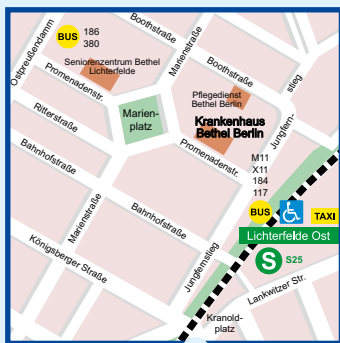 Ostpreußendamm
BUS
186
380
Boothstraße
Marienstraße
Seniorenzentrum Bethel
Lichterfelde
Promenadenstr.
Boothstraße
Jungfern-
stieg
Pflegedienst
Bethel Berlin
Ritterstraße
Marien-
platz
Krankenhaus
Bethel Berlin
Promenadenstr.
Bahnhofstraße
M11
X11
184
117
Marienstraße
Bahnhofstraße
BUS
TAXI
Lichterfelde Ost
Königsberger Straße
Jungfernstieg
S
S25
Lankwitzer Str.
Kranold-
platz